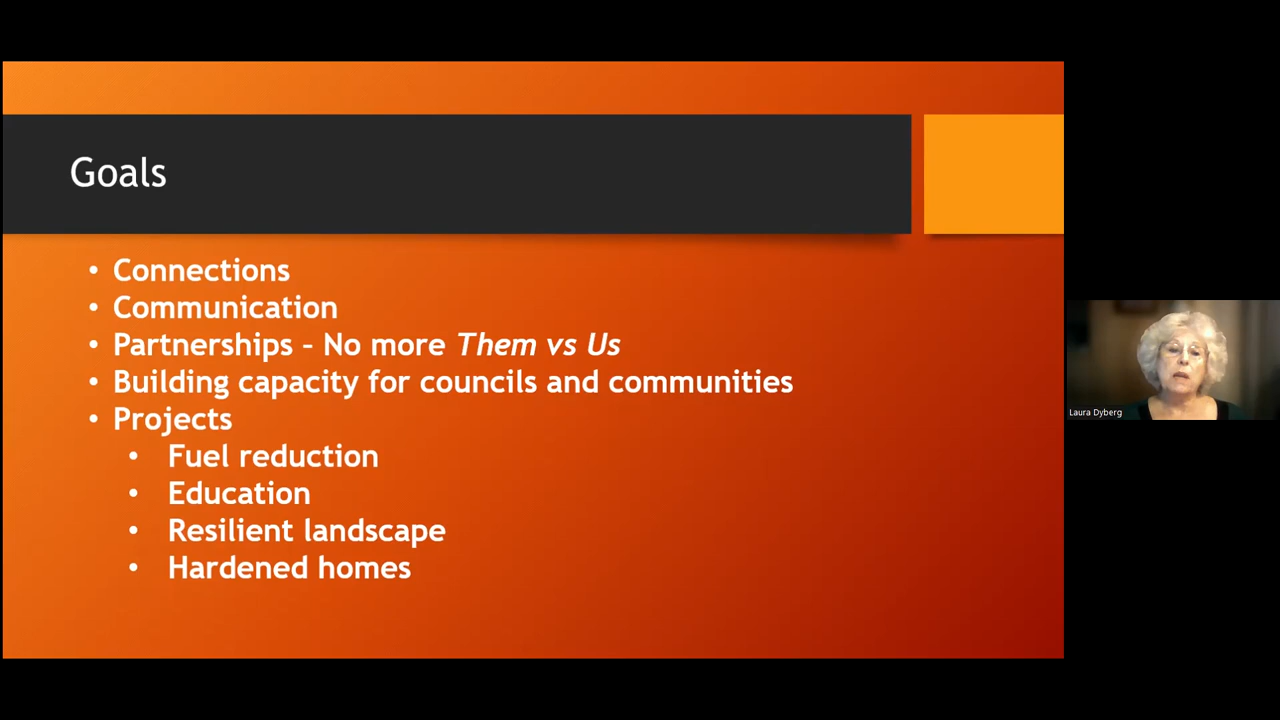 Goals
• Connections
• Communication
• Partnerships – No more Them vs Us
• Building capacity for councils and communities
• Projects
• Fuel reduction
• Education
• Resilient landscape
• Hardened homes
Laura Dyberg